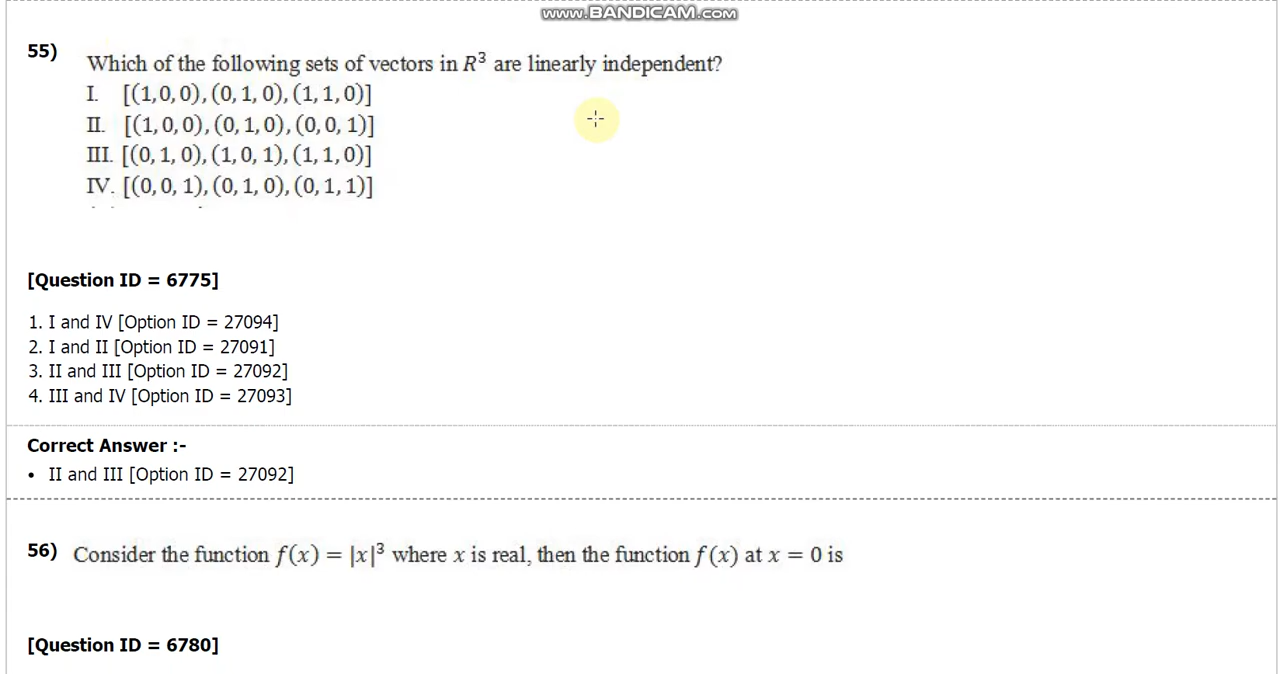 www.BANDICAM.com
55) Which of the following sets of vectors in R³ are linearly independent?
I. [(1,0,0), (0, 1, 0), (1, 1, 0)]
II. [(1, 0, 0), (0, 1, 0), (0, 0, 1)]
III. [(0, 1, 0), (1, 0, 1), (1, 1, 0)]
IV. [(0, 0, 1), (0, 1, 0), (0, 1, 1)]
[Question ID = 6775]
1. I and IV [Option ID = 27094]
2. I and II [Option ID = 27091]
3. II and III [Option ID = 27092]
4. III and IV [Option ID = 27093]
Correct Answer :-
• II and III [Option ID = 27092]
56) Consider the function f(x) = |x|³ where x is real, then the function f(x) at x = 0 is
[Question ID = 6780]